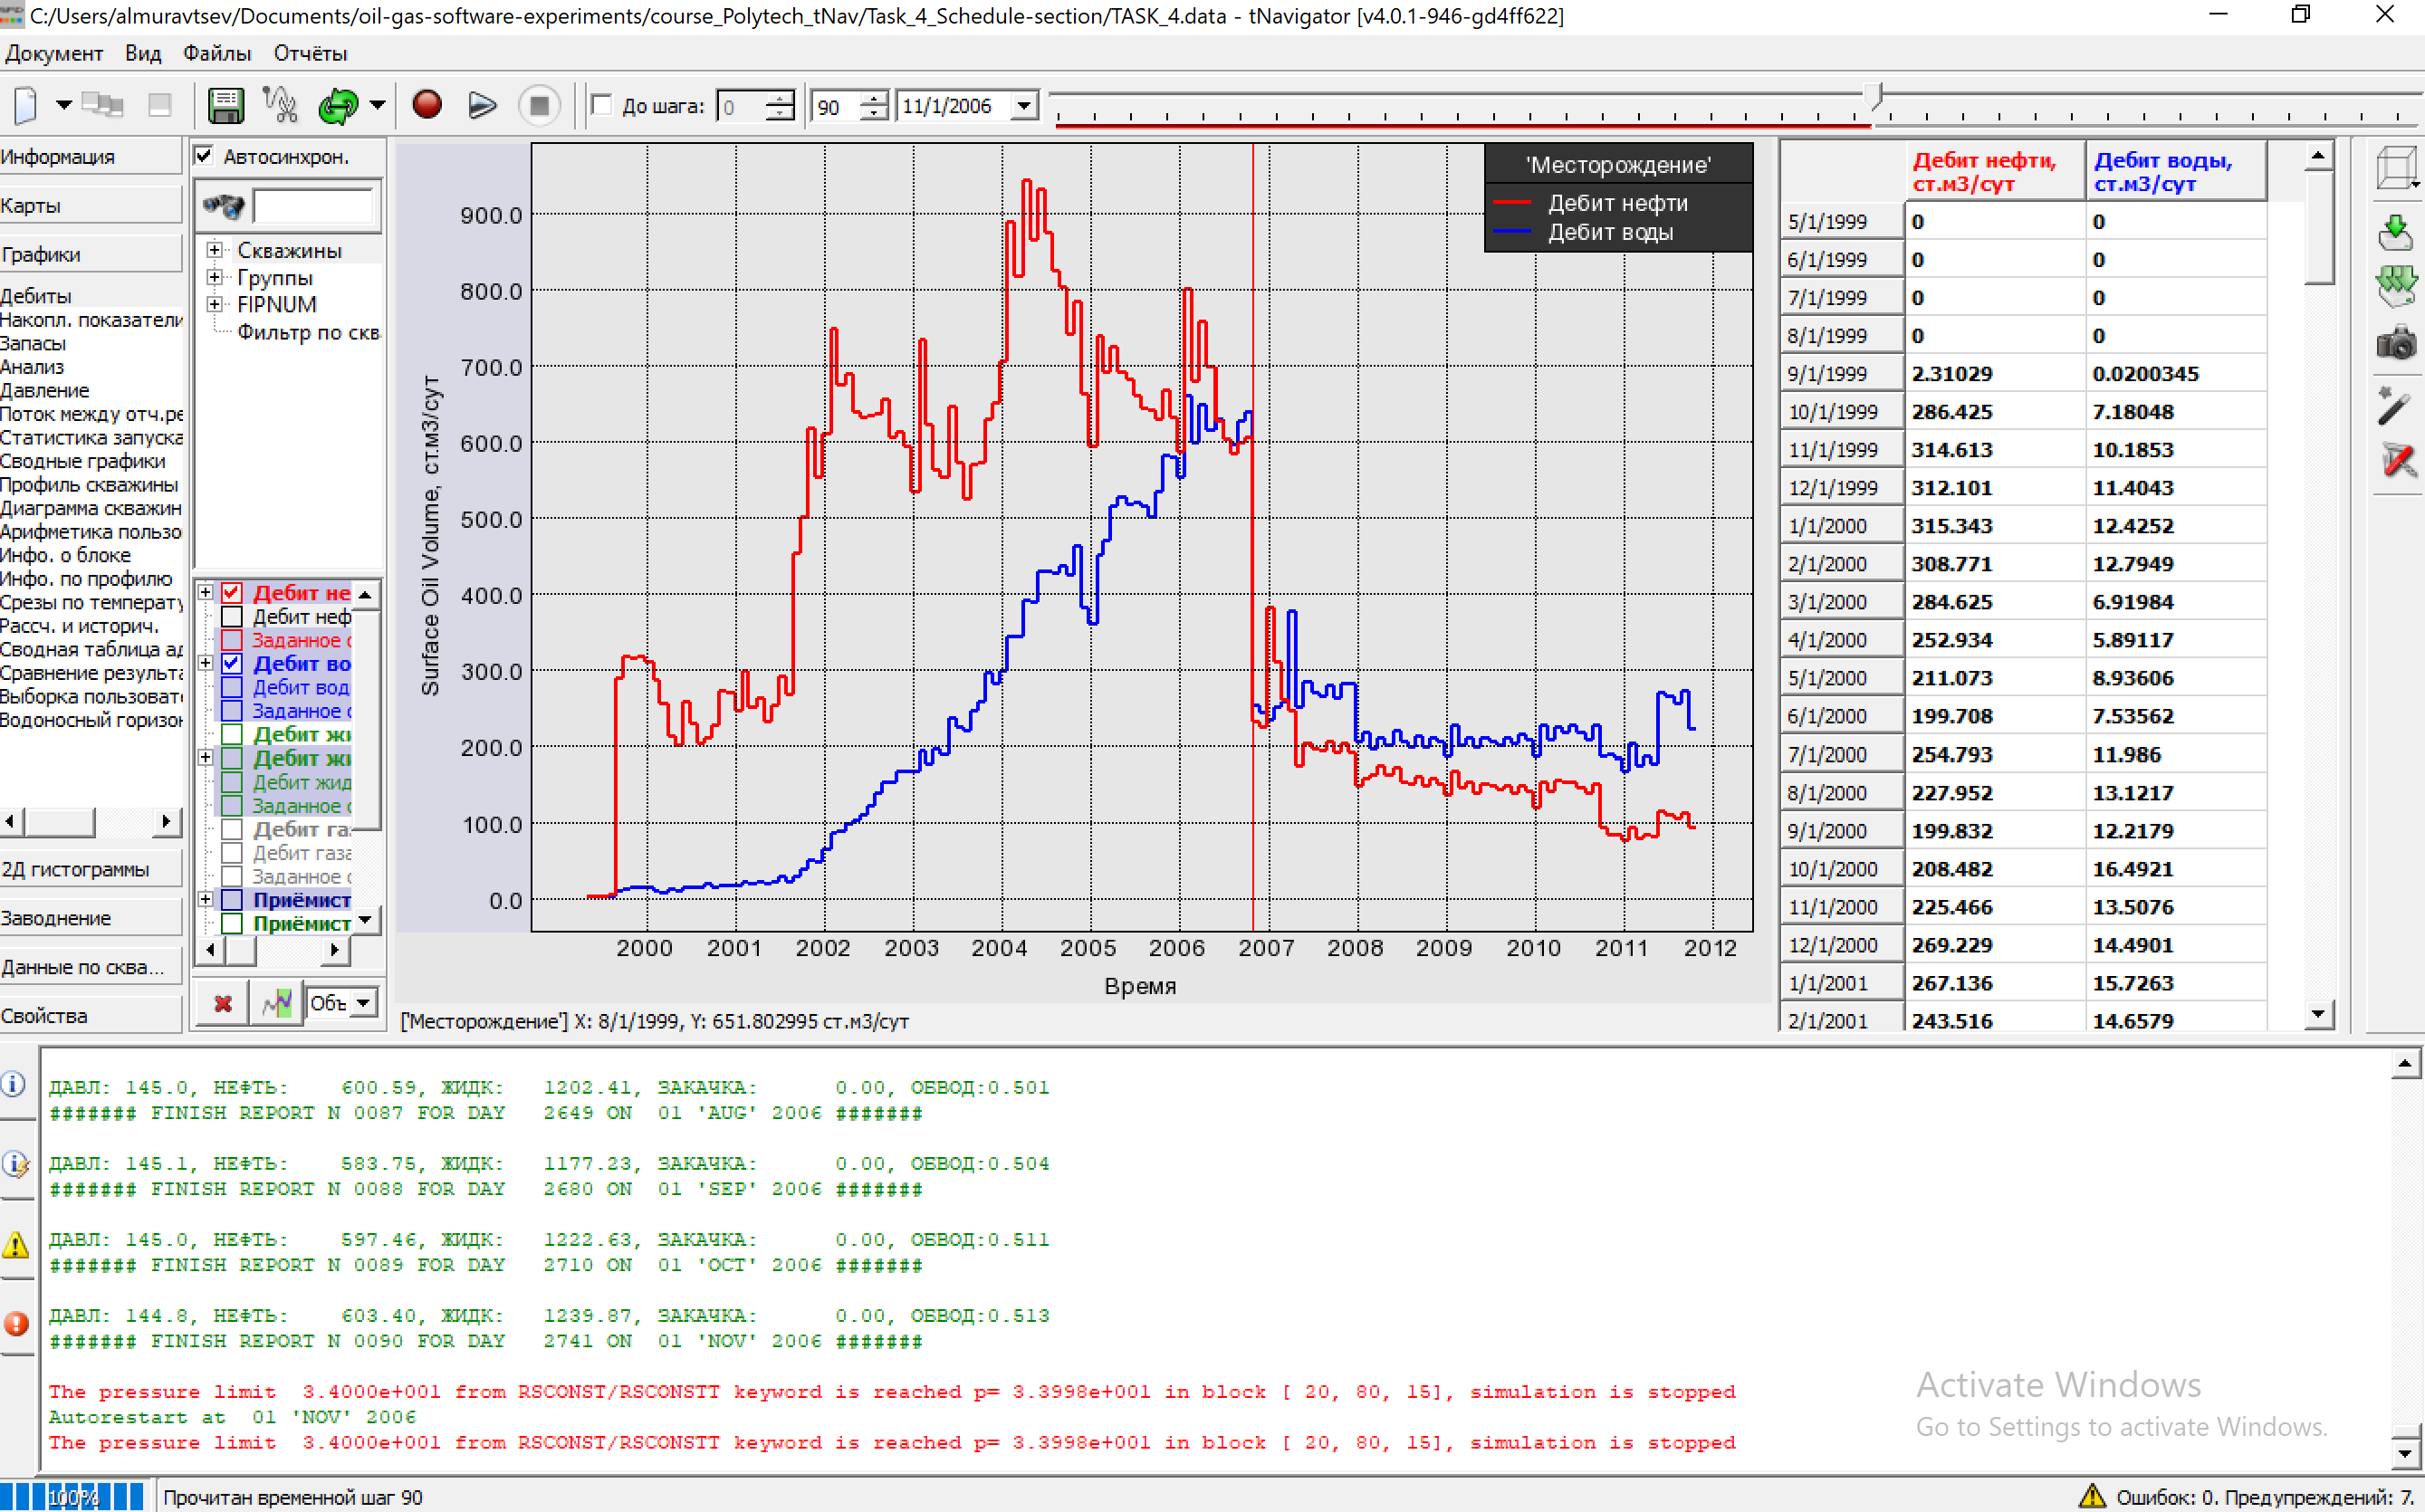 C:/Users/almuravtsev/Documents/oil-gas-software-experiments/course_Polytech_tNav/Task_4_Schedule-section/TASK_4.data - tNavigator [v4.0.1-946-gd4ff622]
Документ Вид Файлы Отчёты
До шага: 0 90 11/1/2006
Информация
Карты
Графики
Дебиты
Накопл. показатели
Запасы
Анализ
Давление
Поток между отч.ре
Статистика запуска
Сводные графики
Профиль скважины
Диаграмма скважин
Арифметика пользо
Инфо. о блоке
Инфо. по профилю
Срезы по температу
Рассч. и историч.
Сводная таблица ад
Сравнение результа
Выборка пользоват
Водоносный горизон
2Д гистограммы
Заводнение
Данные по сква...
Свойства
Автосинхрон.
Скважины
Группы
FIPNUM
Фильтр по скв
Дебит не
Дебит неф
Заданное с
Дебит во
Дебит вод
Заданное с
Дебит жи
Дебит жи
Дебит жид
Заданное с
Дебит га
Дебит газа
Заданное с
Приёмист
Приёмист
Объ
Surface Oil Volume, ст.м3/сут
900.0
800.0
700.0
600.0
500.0
400.0
300.0
200.0
100.0
0.0
'Месторождение'
Дебит нефти
Дебит воды
2000 2001 2002 2003 2004 2005 2006 2007 2008 2009 2010 2011 2012
Время
['Месторождение'] X: 8/1/1999, Y: 651.802995 ст.м3/сут
Дебит нефти, ст.м3/сут Дебит воды, ст.м3/сут
5/1/1999 0 0
6/1/1999 0 0
7/1/1999 0 0
8/1/1999 0 0
9/1/1999 2.31029 0.0200345
10/1/1999 286.425 7.18048
11/1/1999 314.613 10.1853
12/1/1999 312.101 11.4043
1/1/2000 315.343 12.4252
2/1/2000 308.771 12.7949
3/1/2000 284.625 6.91984
4/1/2000 252.934 5.89117
5/1/2000 211.073 8.93606
6/1/2000 199.708 7.53562
7/1/2000 254.793 11.986
8/1/2000 227.952 13.1217
9/1/2000 199.832 12.2179
10/1/2000 208.482 16.4921
11/1/2000 225.466 13.5076
12/1/2000 269.229 14.4901
1/1/2001 267.136 15.7263
2/1/2001 243.516 14.6579
ДАВЛ: 145.0, НЕФТЬ: 600.59, ЖИДК: 1202.41, ЗАКАЧКА: 0.00, ОБВОД:0.501
####### FINISH REPORT N 0087 FOR DAY 2649 ON 01 'AUG' 2006 #######
ДАВЛ: 145.1, НЕФТЬ: 583.75, ЖИДК: 1177.23, ЗАКАЧКА: 0.00, ОБВОД:0.504
####### FINISH REPORT N 0088 FOR DAY 2680 ON 01 'SEP' 2006 #######
ДАВЛ: 145.0, НЕФТЬ: 597.46, ЖИДК: 1222.63, ЗАКАЧКА: 0.00, ОБВОД:0.511
####### FINISH REPORT N 0089 FOR DAY 2710 ON 01 'OCT' 2006 #######
ДАВЛ: 144.8, НЕФТЬ: 603.40, ЖИДК: 1239.87, ЗАКАЧКА: 0.00, ОБВОД:0.513
####### FINISH REPORT N 0090 FOR DAY 2741 ON 01 'NOV' 2006 #######
The pressure limit 3.4000e+001 from RSCONST/RSCONSTT keyword is reached p= 3.3998e+001 in block [ 20, 80, 15], simulation is stopped
Autorestart at 01 'NOV' 2006
The pressure limit 3.4000e+001 from RSCONST/RSCONSTT keyword is reached p= 3.3998e+001 in block [ 20, 80, 15], simulation is stopped
Activate Windows
Go to Settings to activate Windows.
100% Прочитан временной шаг 90
Ошибок: 0. Предупреждений: 7.